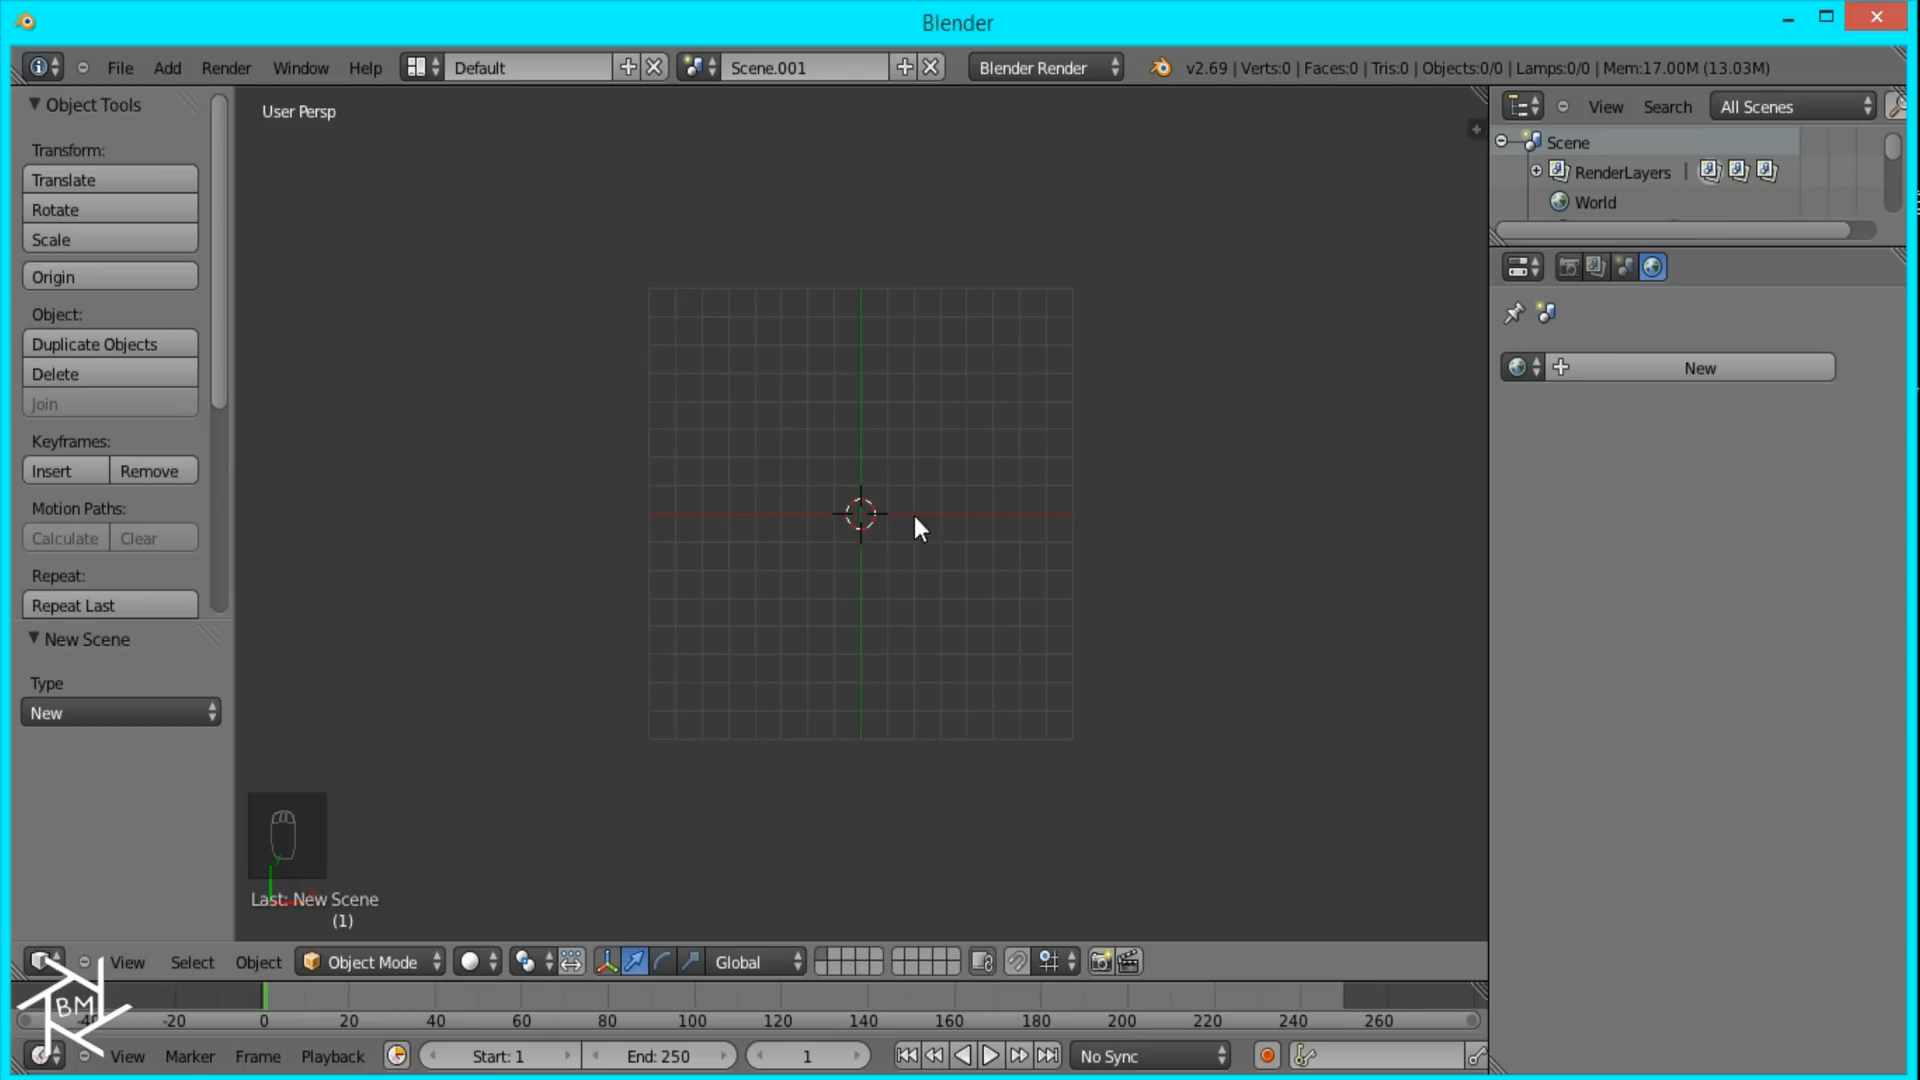 Blender
File Add Render Window Help Default Scene.001 Blender Render v2.69 | Verts:0 | Faces:0 | Tris:0 | Objects:0/0 | Lamps:0/0 | Mem:17.00M (13.03M)
Object Tools
Transform:
Translate
Rotate
Scale
Origin
Object:
Duplicate Objects
Delete
Join
Keyframes:
Insert Remove
Motion Paths:
Calculate Clear
Repeat:
Repeat Last
New Scene
Type
New
User Persp
Last: New Scene
(1)
View Search All Scenes
Scene
RenderLayers |
World
New
View Select Object Object Mode Global
BM
-20 0 20 40 60 80 100 120 140 160 180 200 220 240 260
View Marker Frame Playback Start: 1 End: 250 1 No Sync